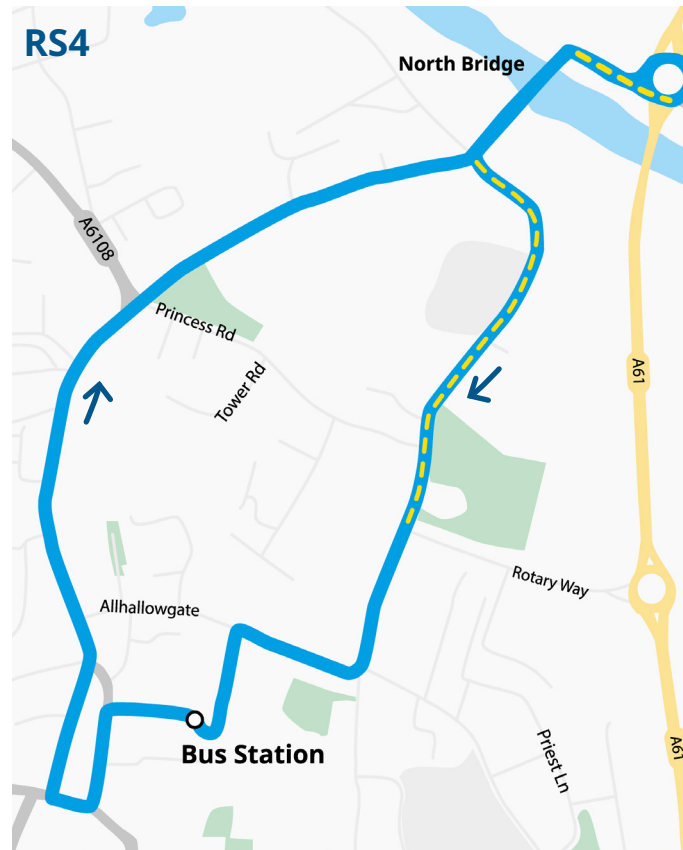 RS4
North Bridge
A6108
Princess Rd
Tower Rd
A61
Rotary Way
Allhallowgate
Bus Station
Priest Ln
A61